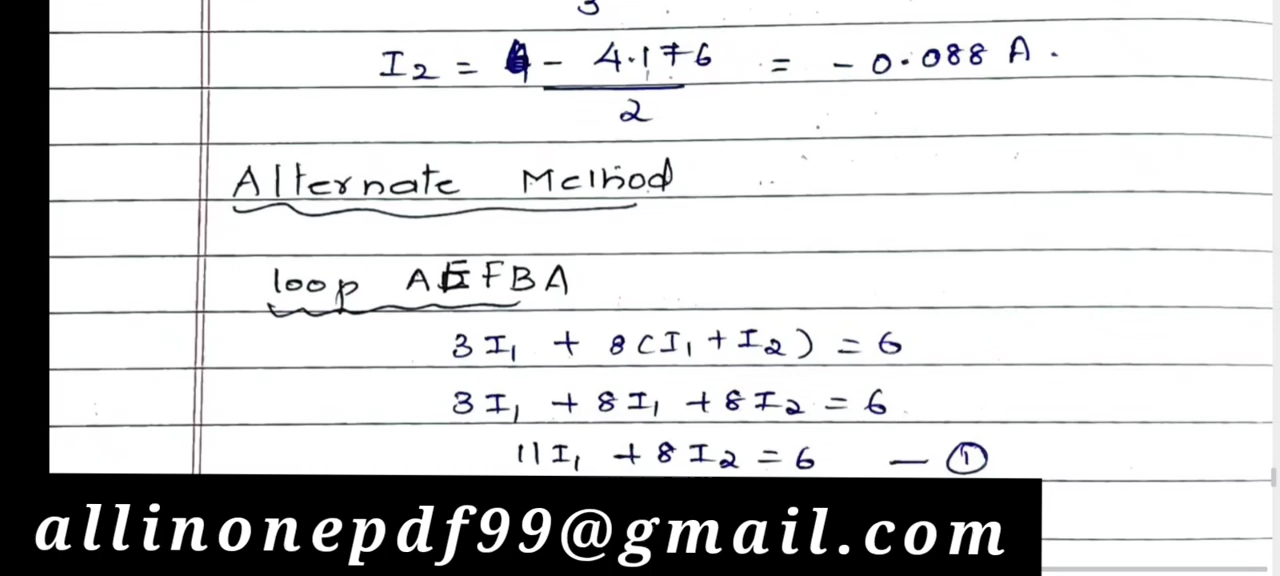 3
I2 = 4 - 4.176 = - 0.088 A.
2
Alternate Method
loop AEFBA
3I1 + 8(I1 + I2) = 6
3I1 + 8I1 + 8I2 = 6
11I1 + 8I2 = 6 — ①
allinonepdf99@gmail.com